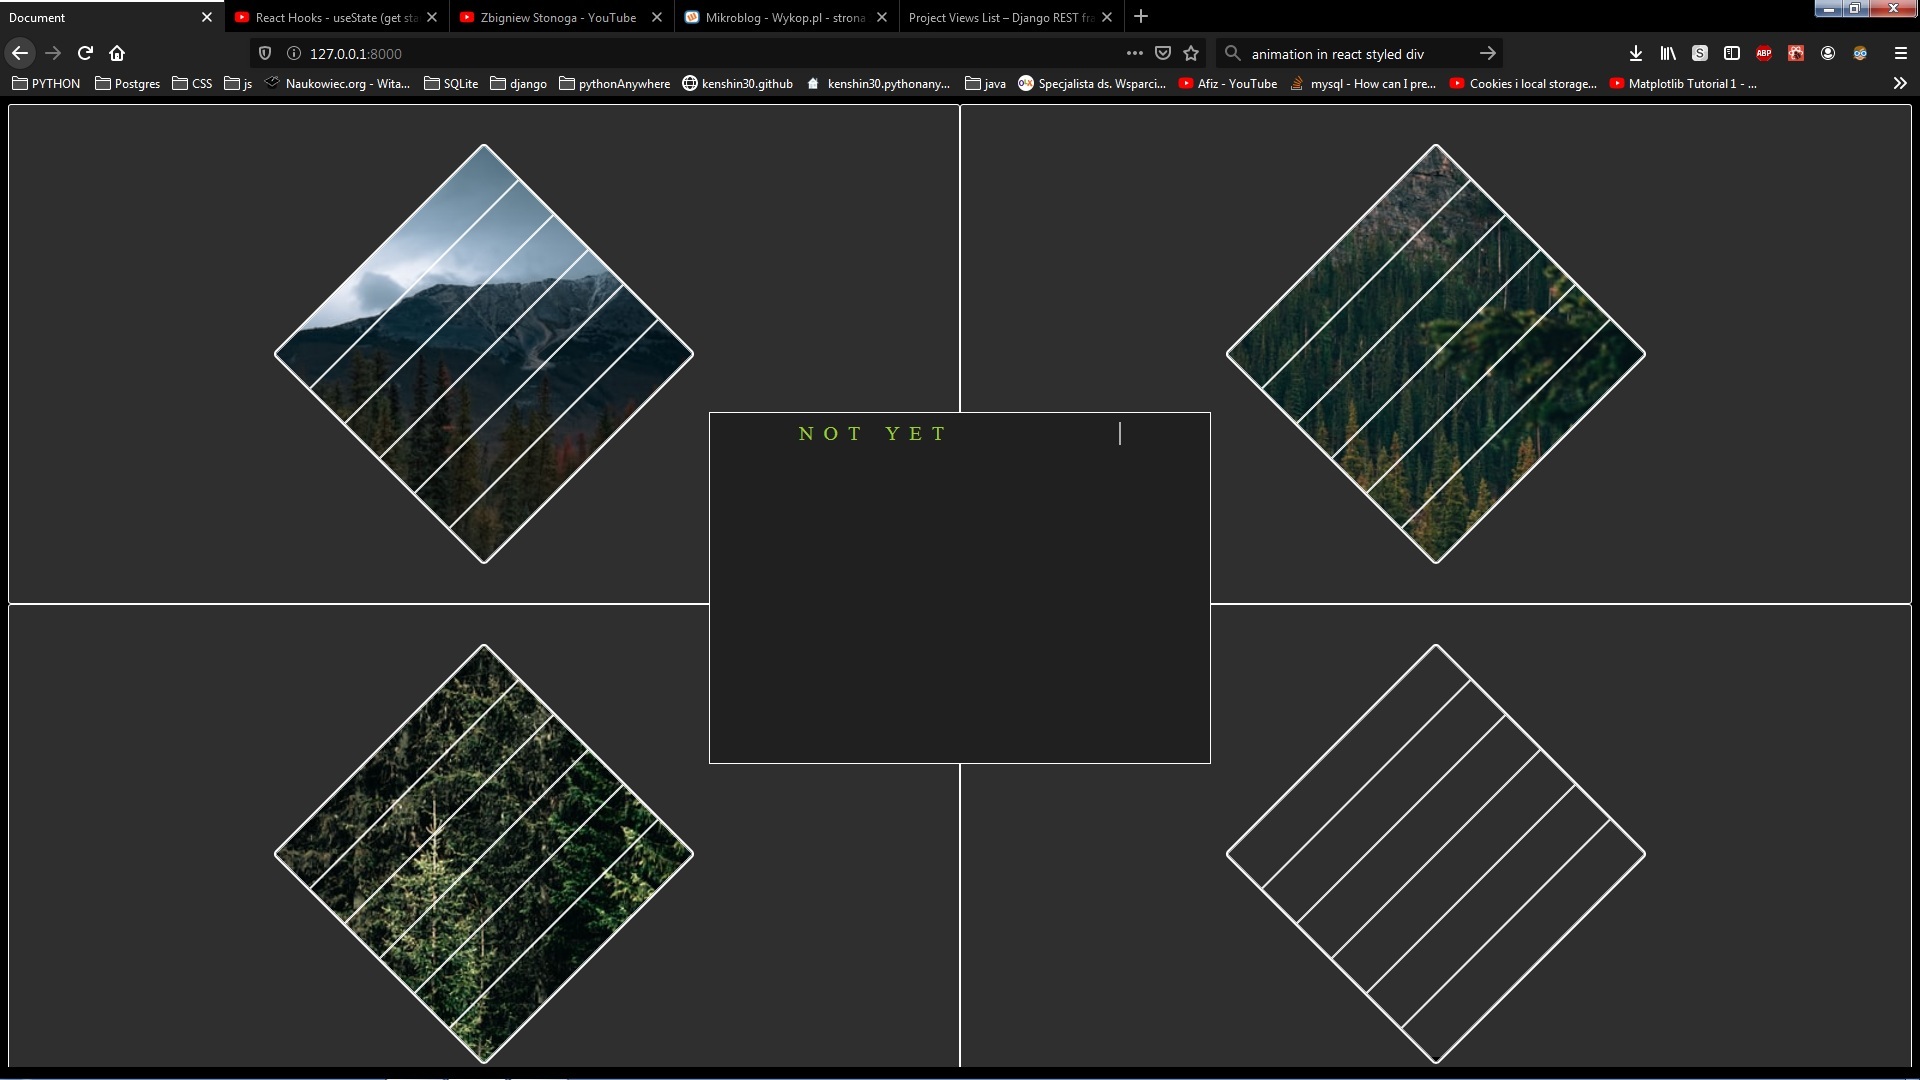 Document
React Hooks - useState (get sta
Zbigniew Stonoga - YouTube
Mikroblog - Wykop.pl - strona
Project Views List – Django REST fra
127.0.0.1:8000
animation in react styled div
S
ABP
PYTHON
Postgres
CSS
js
Naukowiec.org - Wita...
SQLite
django
pythonAnywhere
kenshin30.github
kenshin30.pythonany...
java
OLX
Specjalista ds. Wsparci...
Afiz - YouTube
mysql - How can I pre...
Cookies i local storage...
Matplotlib Tutorial 1 - ...
NOT YET